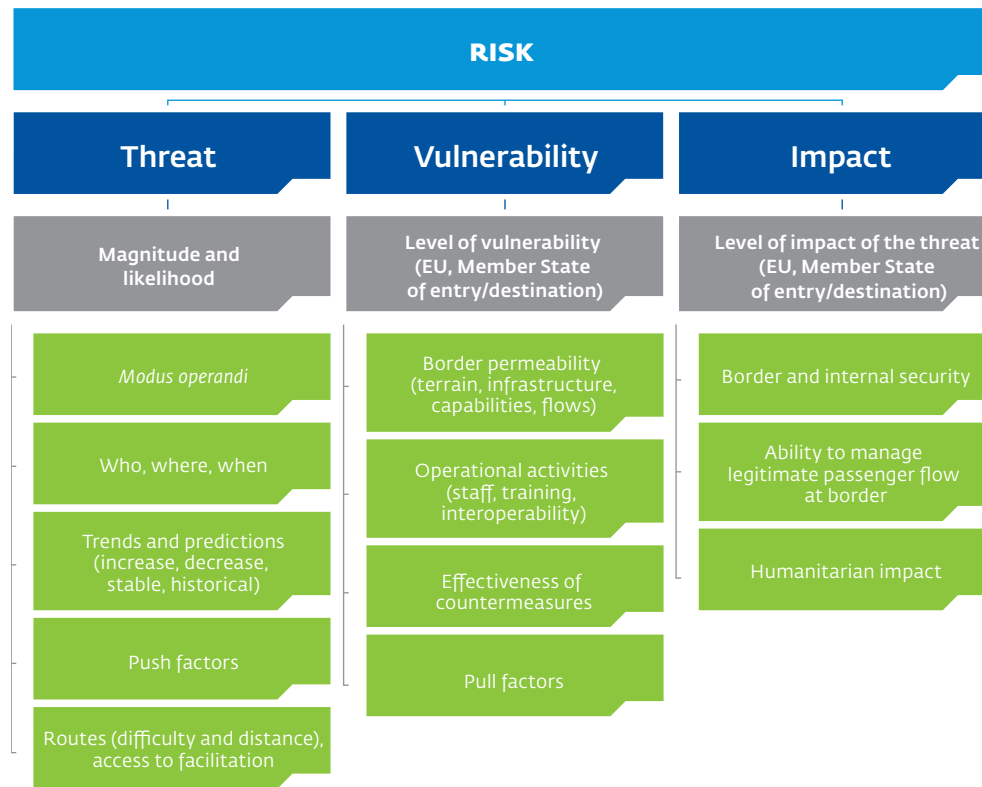 RISK
Threat
Vulnerability
Impact
Magnitude and
likelihood
Level of vulnerability
(EU, Member State
of entry/destination)
Level of impact of the threat
(EU, Member State
of entry/destination)
Modus operandi
Who, where, when
Trends and predictions
(increase, decrease,
stable, historical)
Push factors
Routes (difficulty and distance),
access to facilitation
Border permeability
(terrain, infrastructure,
capabilities, flows)
Operational activities
(staff, training,
interoperability)
Effectiveness of
countermeasures
Pull factors
Border and internal security
Ability to manage
legitimate passenger flow
at border
Humanitarian impact